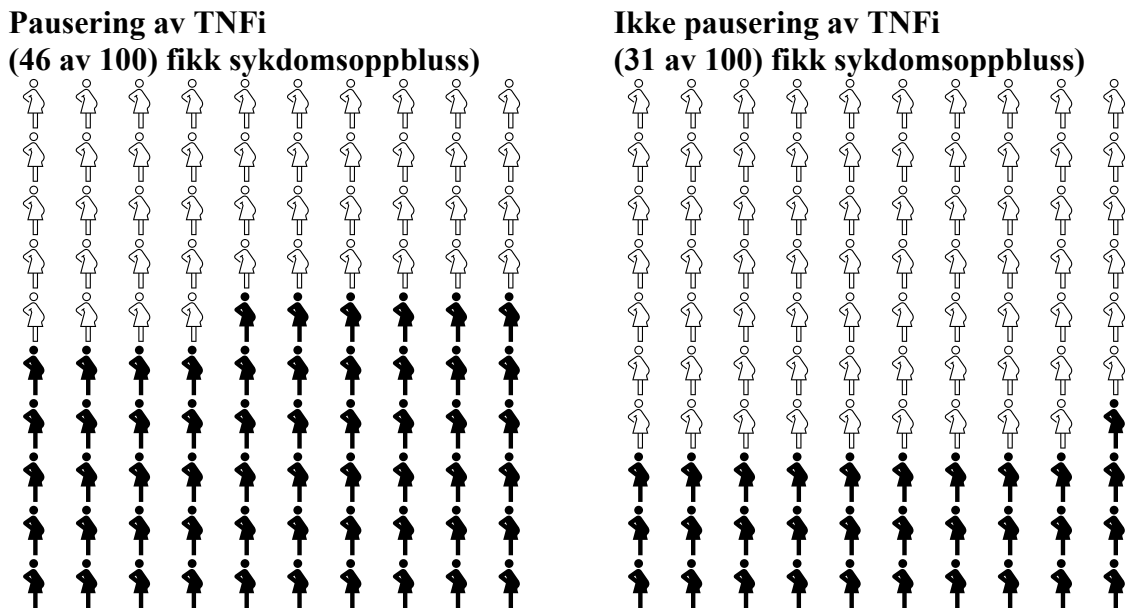 Pausering av TNFi
(46 av 100) fikk sykdomsoppbluss)
Ikke pausering av TNFi
(31 av 100) fikk sykdomsoppbluss)